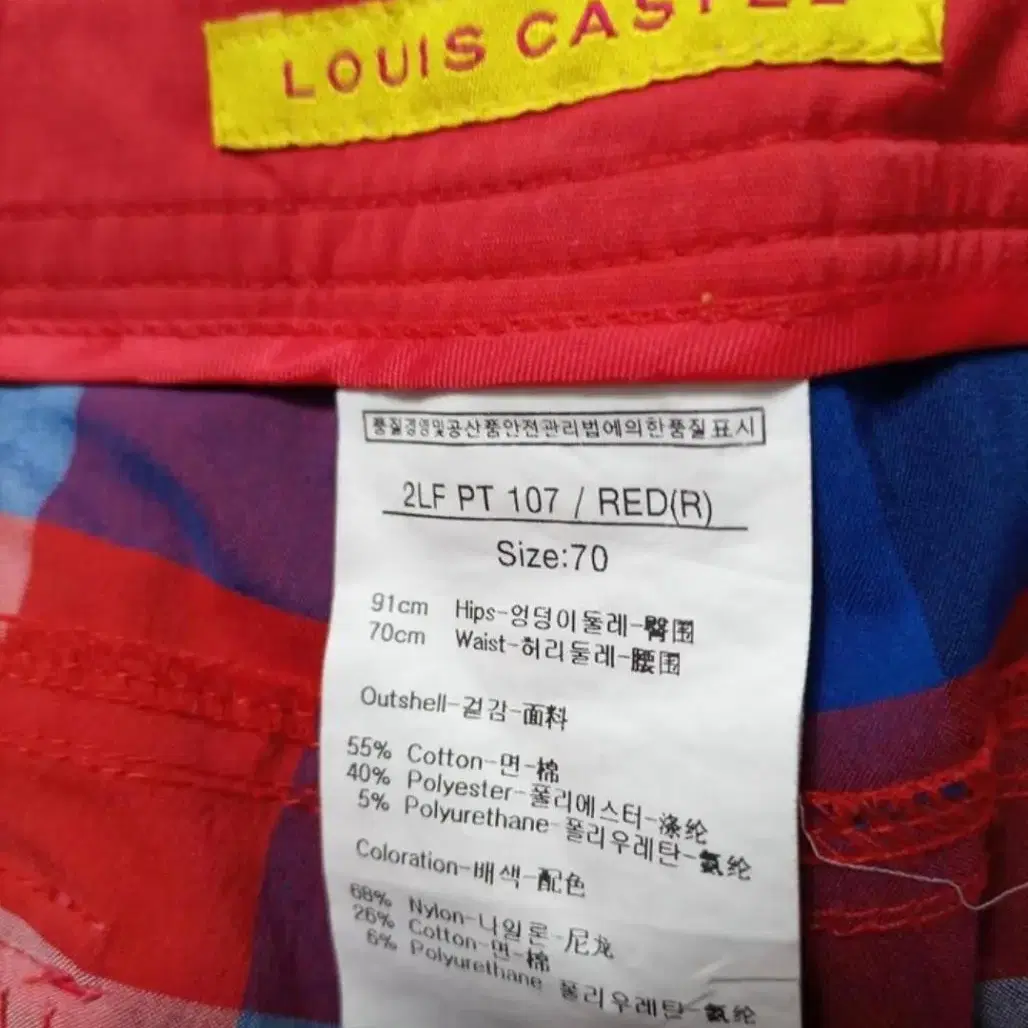 LOUIS CASTEL
품질경영및공산품안전관리법에의한품질표시
2LF PT 107 / RED(R)
Size:70
91cm Hips-엉덩이둘레-臀围
70cm Waist-허리둘레-腰围
Outshell-겉감-面料
55% Cotton-면-棉
40% Polyester-폴리에스터-涤纶
5% Polyurethane-폴리우레탄-氨纶
Coloration-배색-配色
68% Nylon-나일론-尼龙
26% Cotton-면-棉
6% Polyurethane 폴리우레탄-氨纶